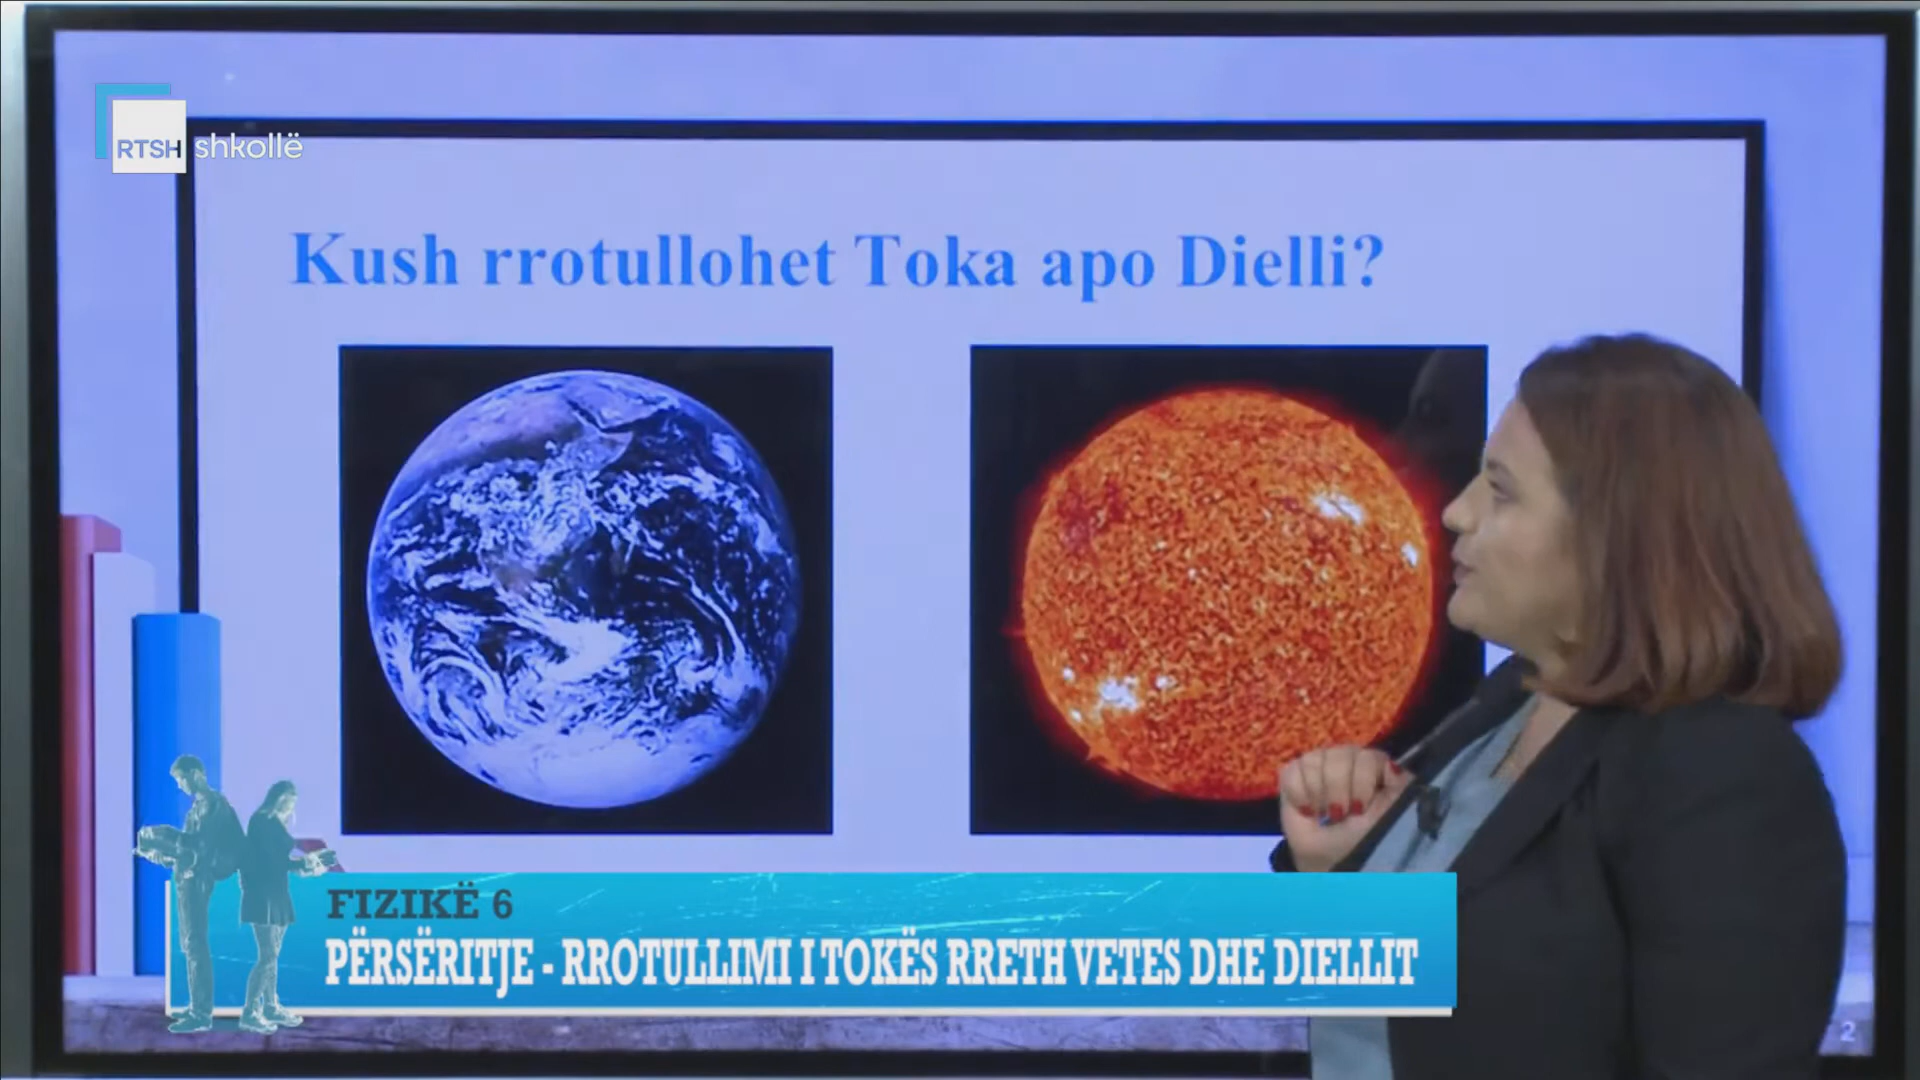 RTSH shkollë
Kush rrotullohet Toka apo Dielli?
FIZIKË 6
PËRSËRITJE - RROTULLIMI I TOKËS RRETH VETES DHE DIELLIT
2